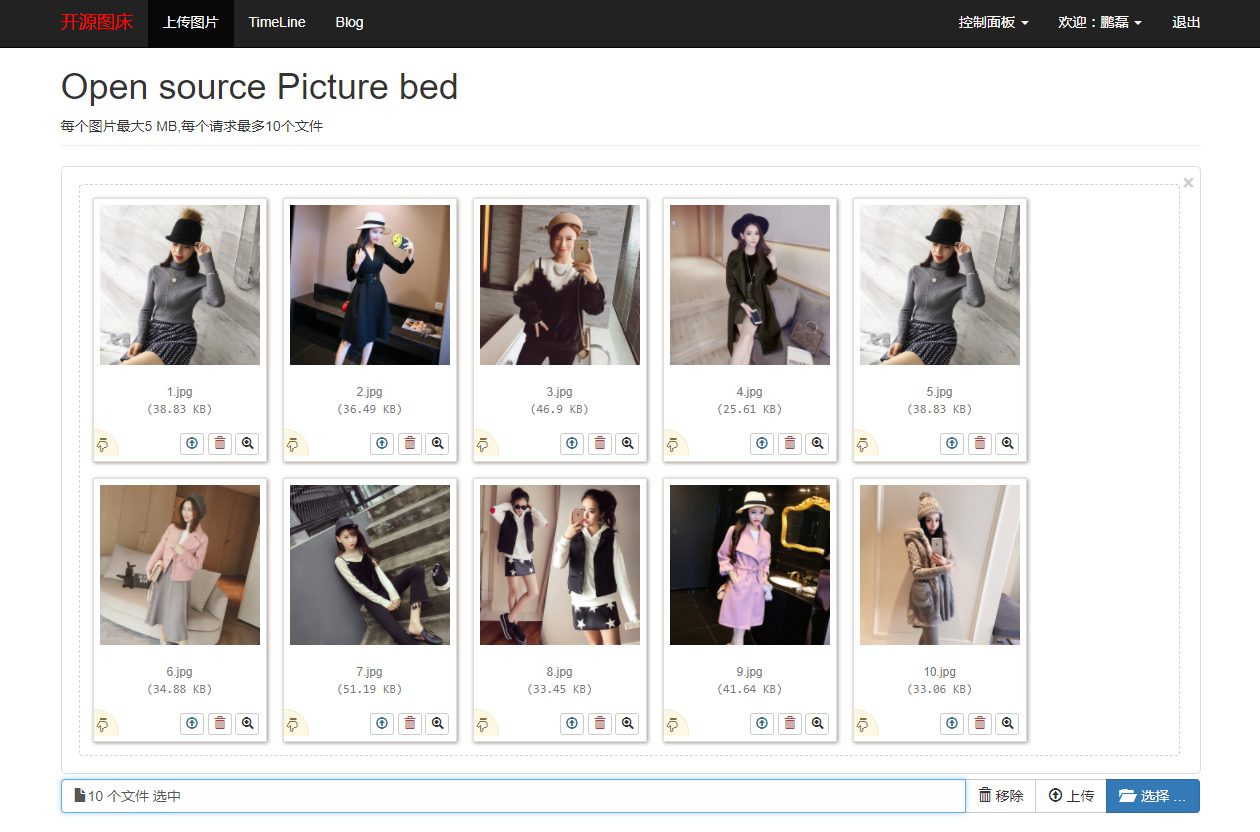 开源图床 上传图片 TimeLine Blog 控制面板 欢迎：鹏磊 退出
Open source Picture bed
每个图片最大5 MB,每个请求最多10个文件
×
1.jpg 2.jpg 3.jpg 4.jpg 5.jpg
(38.83 KB) (36.49 KB) (46.9 KB) (25.61 KB) (38.83 KB)
6.jpg 7.jpg 8.jpg 9.jpg 10.jpg
(34.88 KB) (51.19 KB) (33.45 KB) (41.64 KB) (33.06 KB)
10 个文件 选中 移除 上传 选择 ...